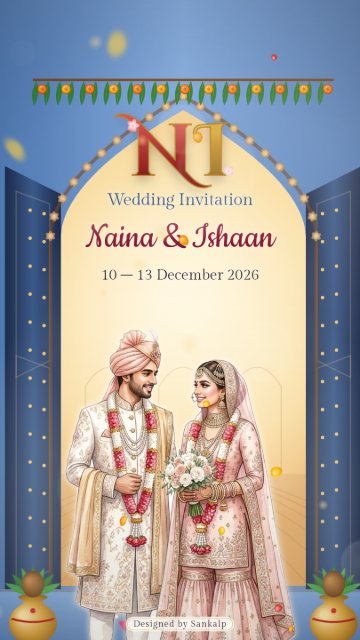 NI
Wedding Invitation
Naina & Ishaan
10 — 13 December 2026
Designed by Sankalp